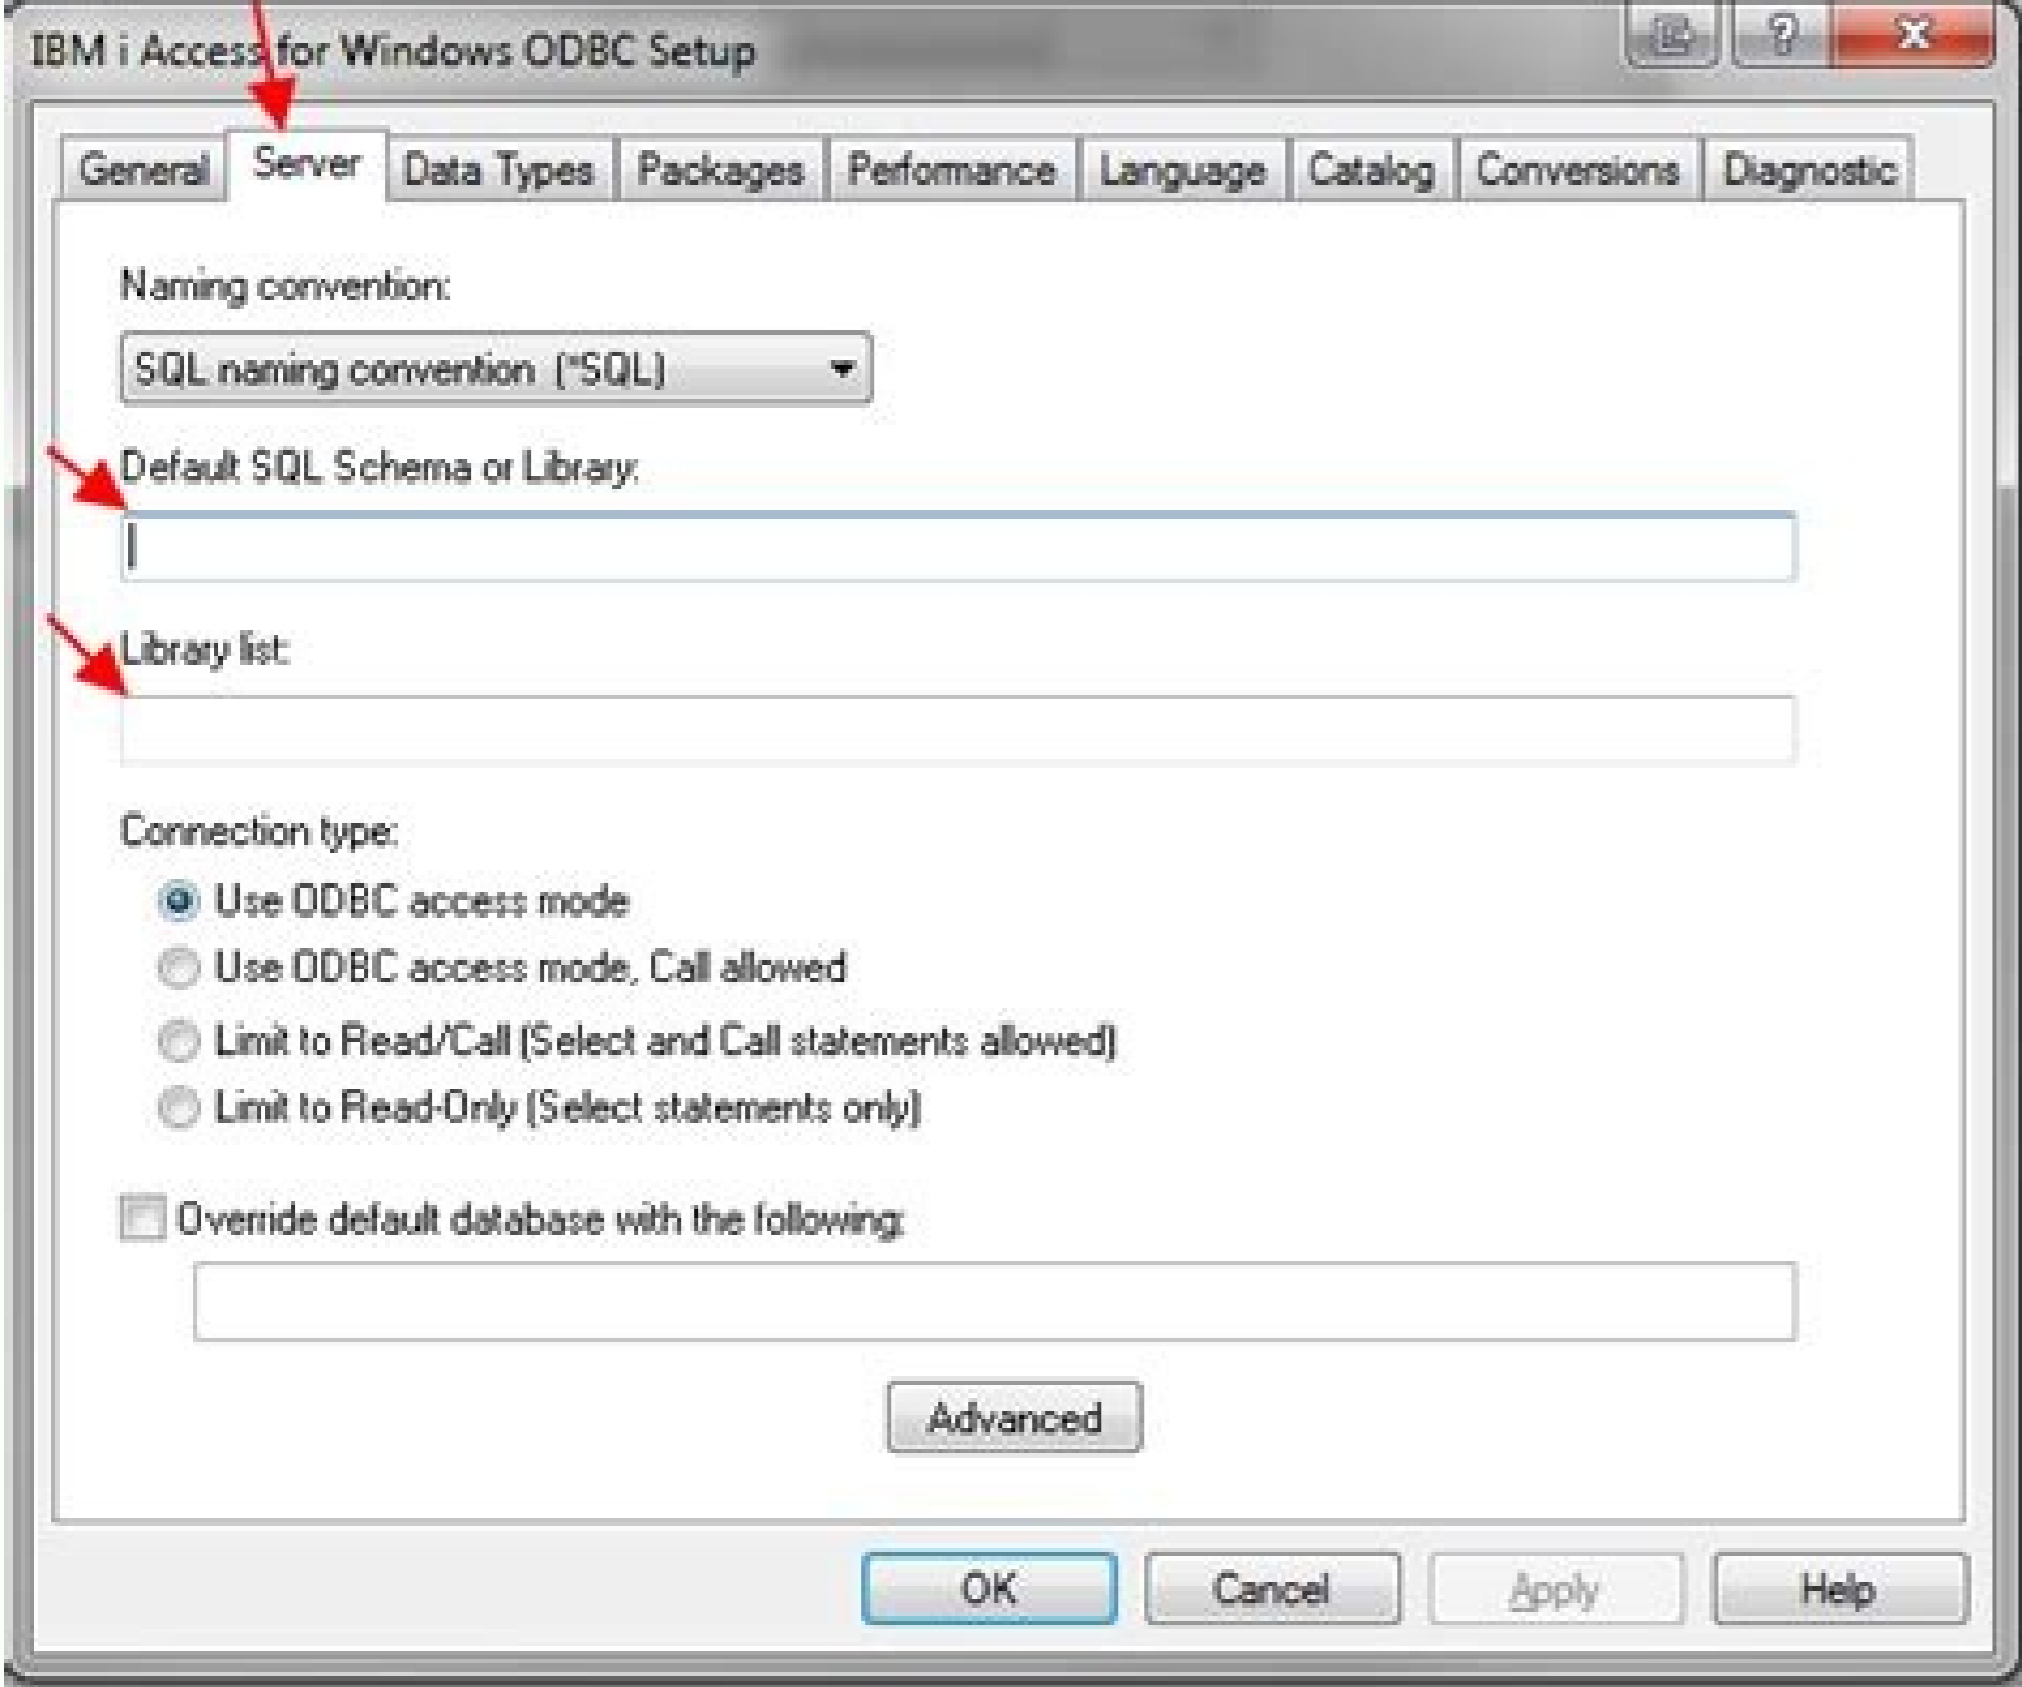 IBM i Access for Windows ODBC Setup
General Server Data Types Packages Performance Language Catalog Conversions Diagnostic
Naming convention:
SQL naming convention (*SQL)
Default SQL Schema or Library:
Library list:
Connection type:
Use ODBC access mode
Use ODBC access mode, Call allowed
Limit to Read/Call (Select and Call statements allowed)
Limit to Read-Only (Select statements only)
Override default database with the following:
Advanced
OK Cancel Apply Help